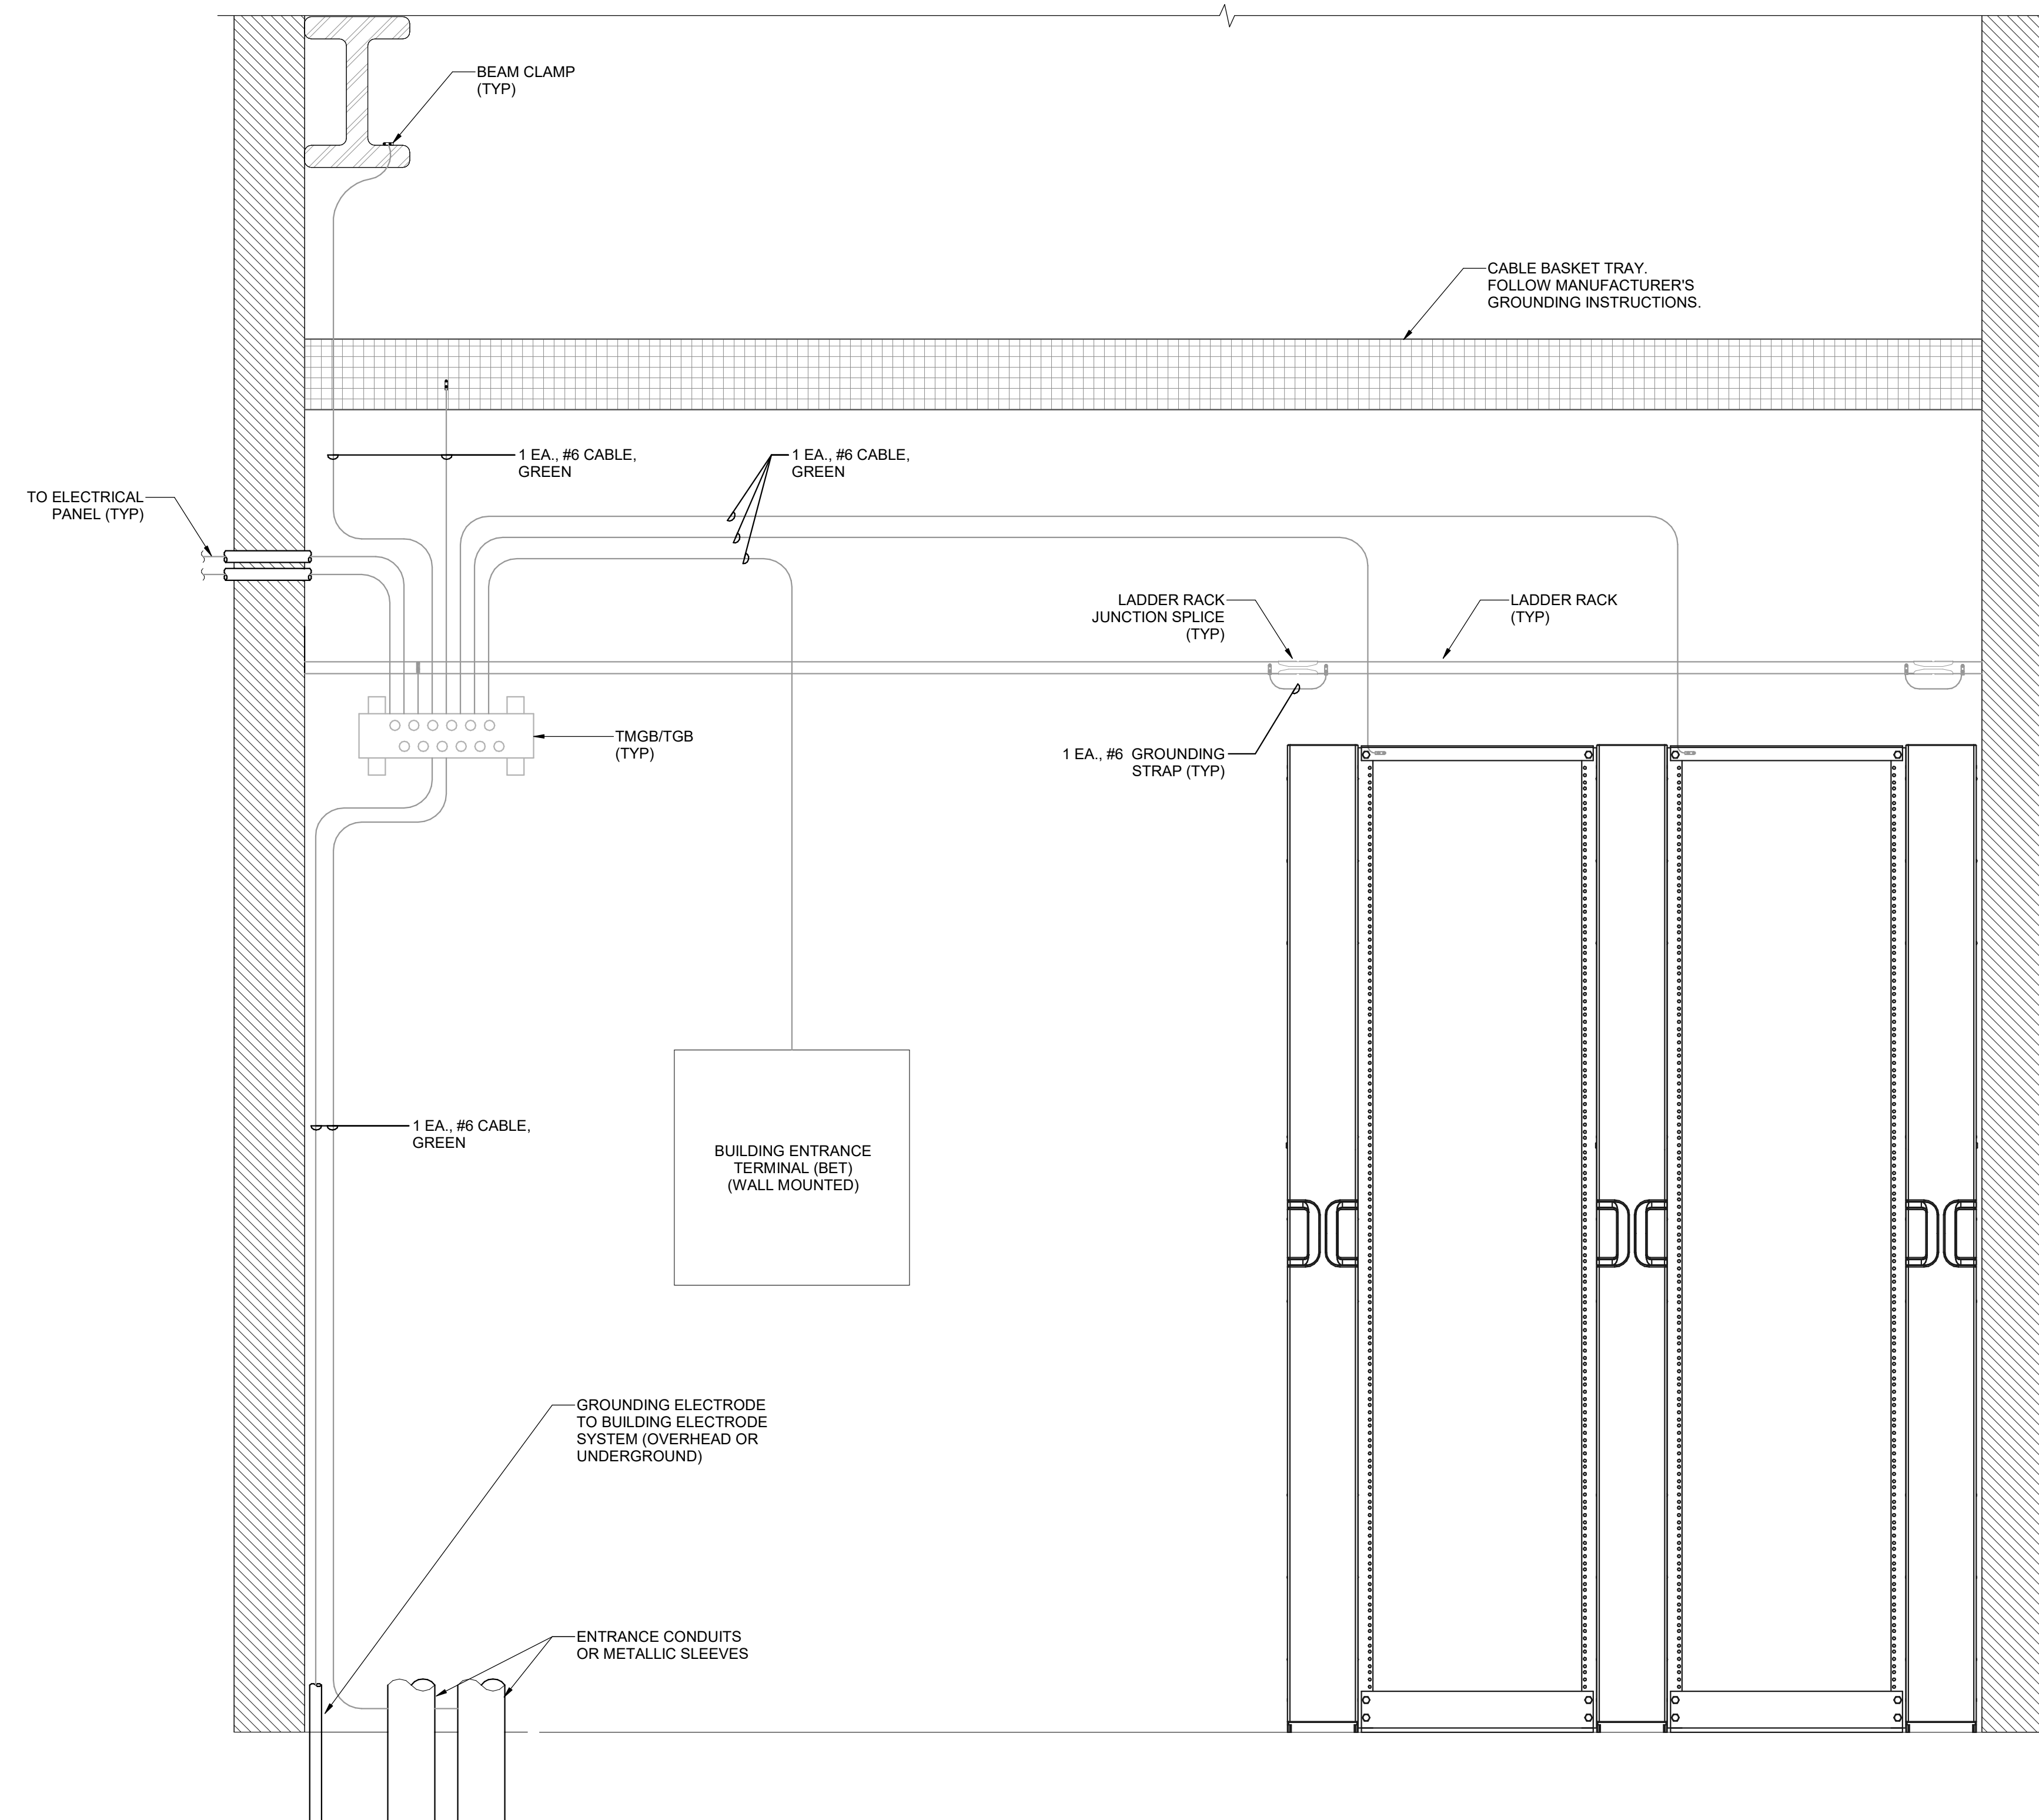 BEAM CLAMP
(TYP)
CABLE BASKET TRAY.
FOLLOW MANUFACTURER'S
GROUNDING INSTRUCTIONS.
1 EA., #6 CABLE,
GREEN
1 EA., #6 CABLE,
GREEN
TO ELECTRICAL
PANEL (TYP)
LADDER RACK
JUNCTION SPLICE
(TYP)
LADDER RACK
(TYP)
TMGB/TGB
(TYP)
1 EA., #6 GROUNDING
STRAP (TYP)
1 EA., #6 CABLE,
GREEN
BUILDING ENTRANCE
TERMINAL (BET)
(WALL MOUNTED)
GROUNDING ELECTRODE
TO BUILDING ELECTRODE
SYSTEM (OVERHEAD OR
UNDERGROUND)
ENTRANCE CONDUITS
OR METALLIC SLEEVES